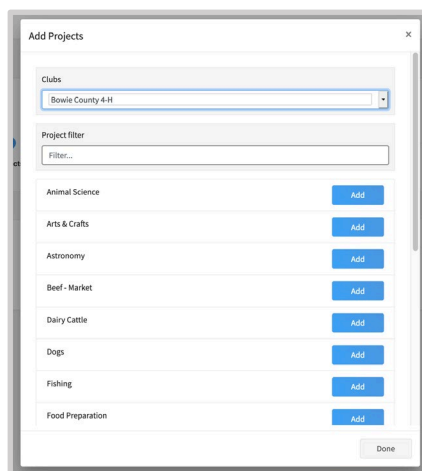 Add Projects
×
Clubs
Bowie County 4-H
Project filter
Filter...
Animal Science
Add
Arts & Crafts
Add
Astronomy
Add
Beef - Market
Add
Dairy Cattle
Add
Dogs
Add
Fishing
Add
Food Preparation
Add
Done